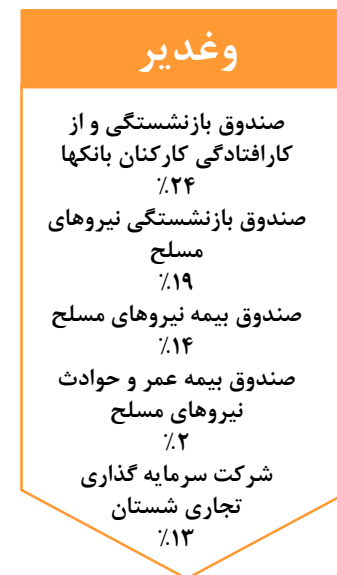 وغدیر
صندوق بازنشستگی و از
کارافتادگی کارکنان بانکها
۲۴٪
صندوق بازنشستگی نیروهای
مسلح
۱۹٪
صندوق بیمه نیروهای مسلح
۱۴٪
صندوق بیمه عمر و حوادث
نیروهای مسلح
۲٪
شرکت سرمایه گذاری
تجاری شستان
۱۳٪